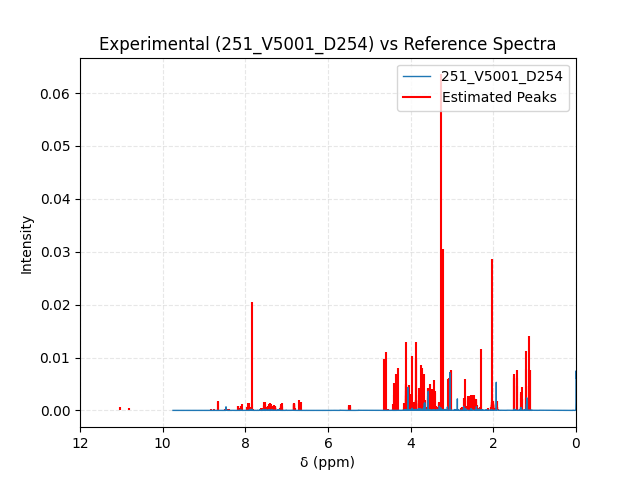 Experimental (251_V5001_D254) vs Reference Spectra
251_V5001_D254
Estimated Peaks
0.06
0.05
0.04
0.03
0.02
0.01
0.00
Intensity
12 10 8 6 4 2 0
δ (ppm)